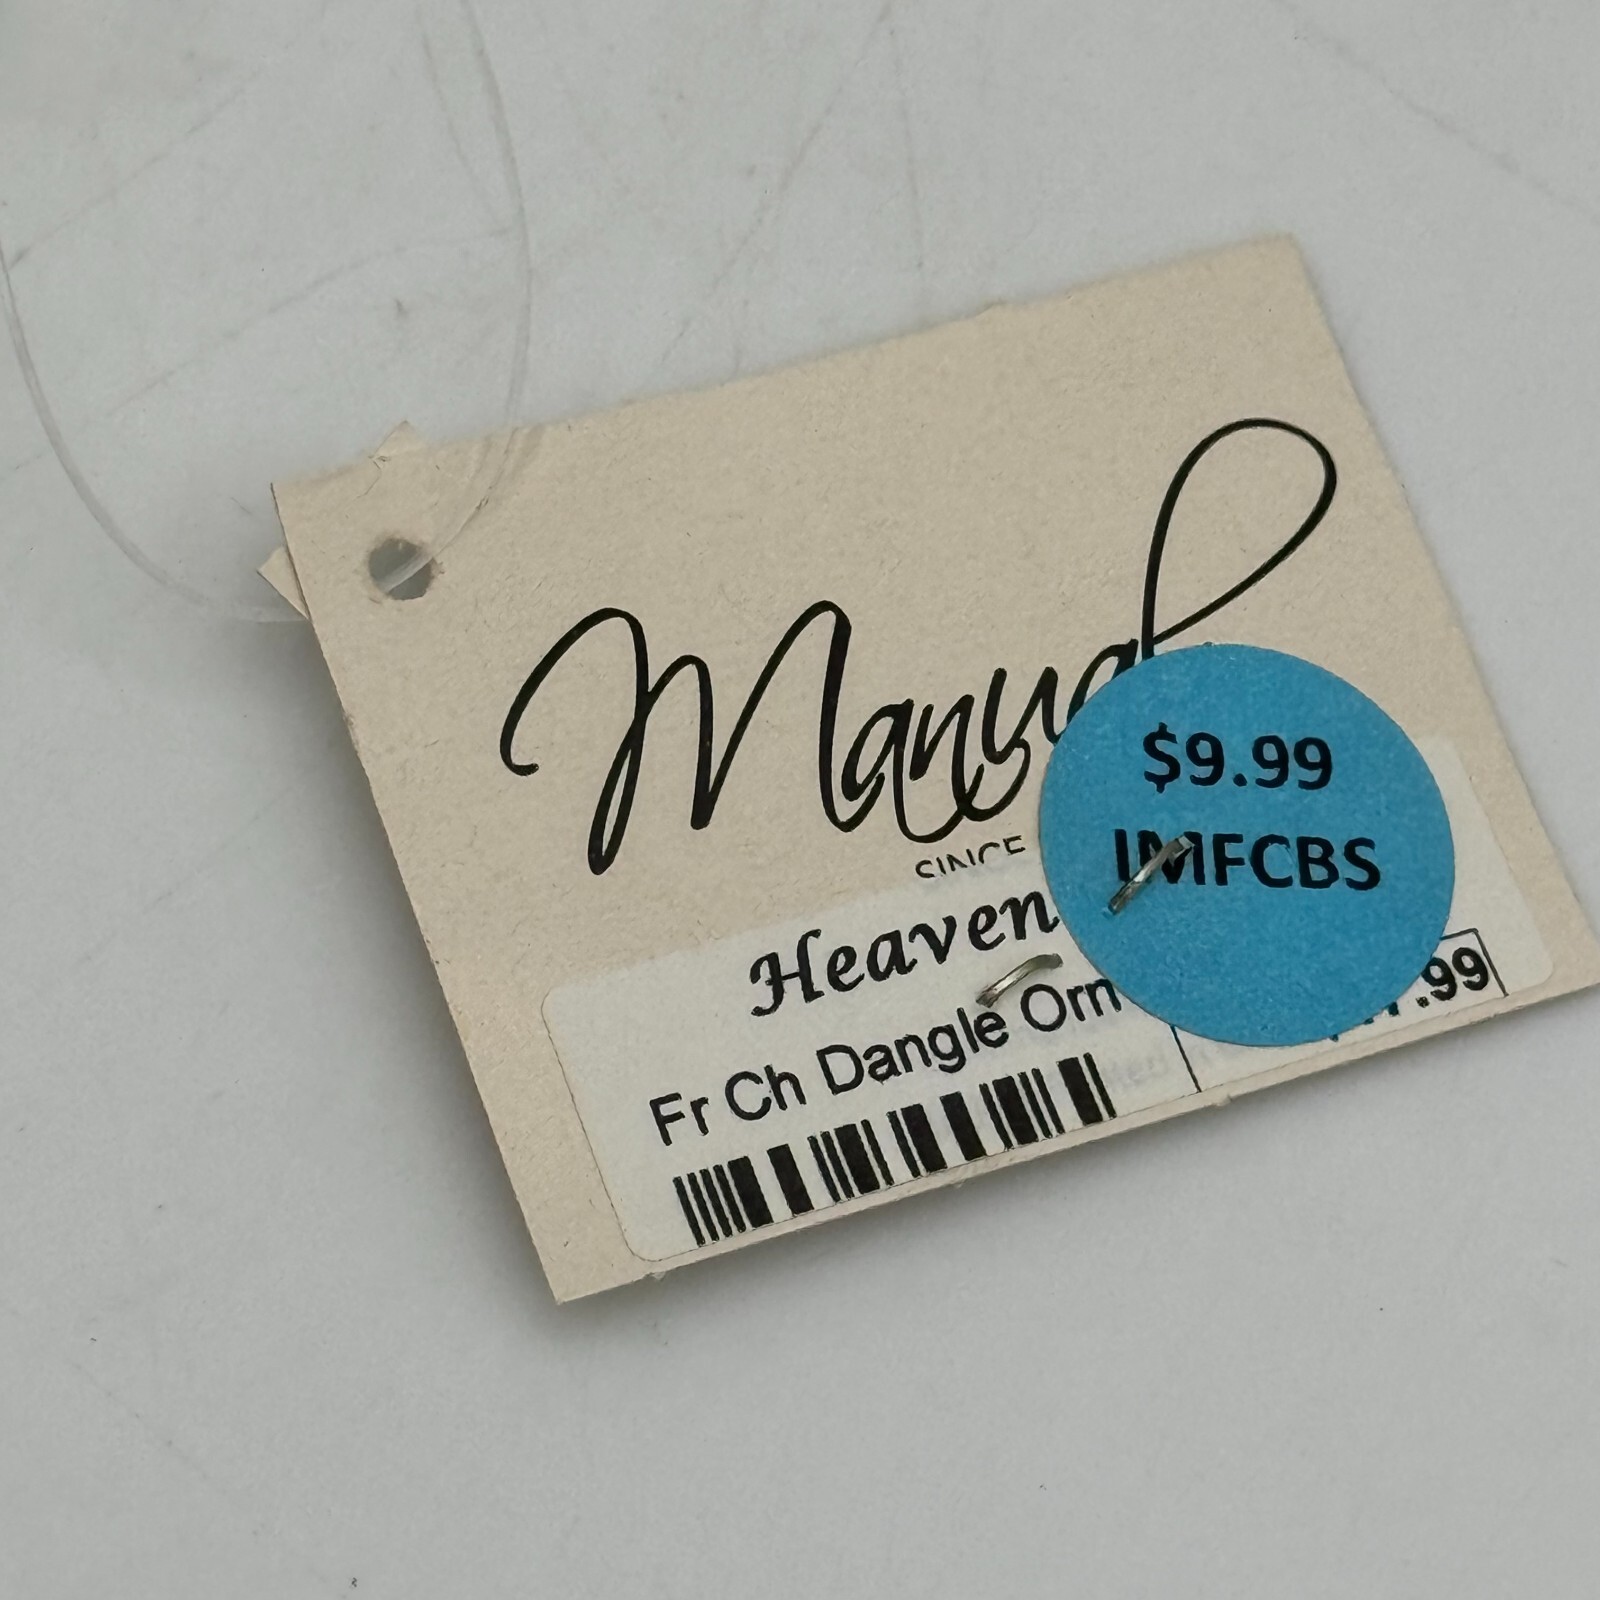 Manual
SINCE
Heaven
Fr Ch Dangle Orn
$9.99
IMFCBS
.99